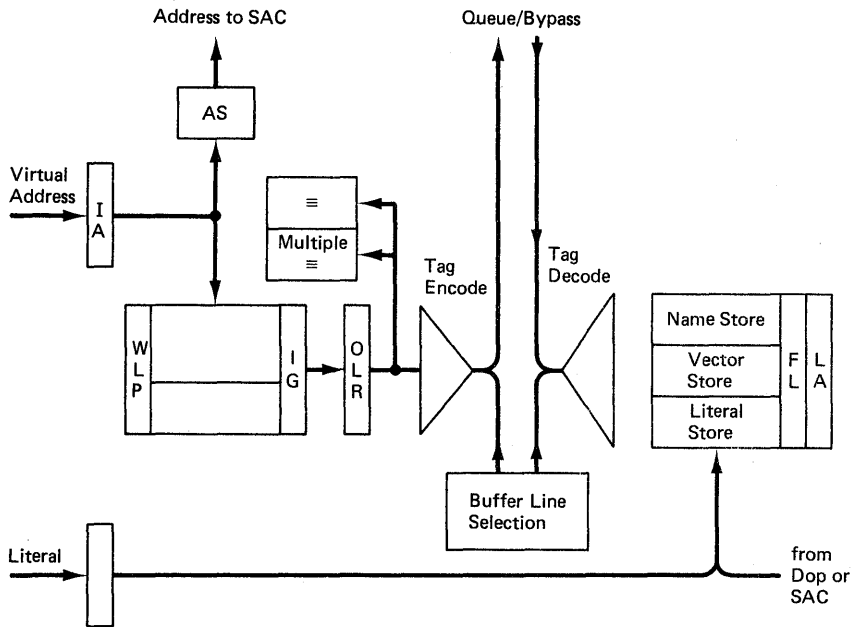 Address to SAC
Queue/Bypass
AS
Virtual
Address
I
A
≡
Multiple
≡
Tag
Encode
Tag
Decode
W
L
P
I
G
O
L
R
Name Store
Vector
Store
Literal
Store
F
L
L
A
Buffer Line
Selection
Literal
from
Dop or
SAC